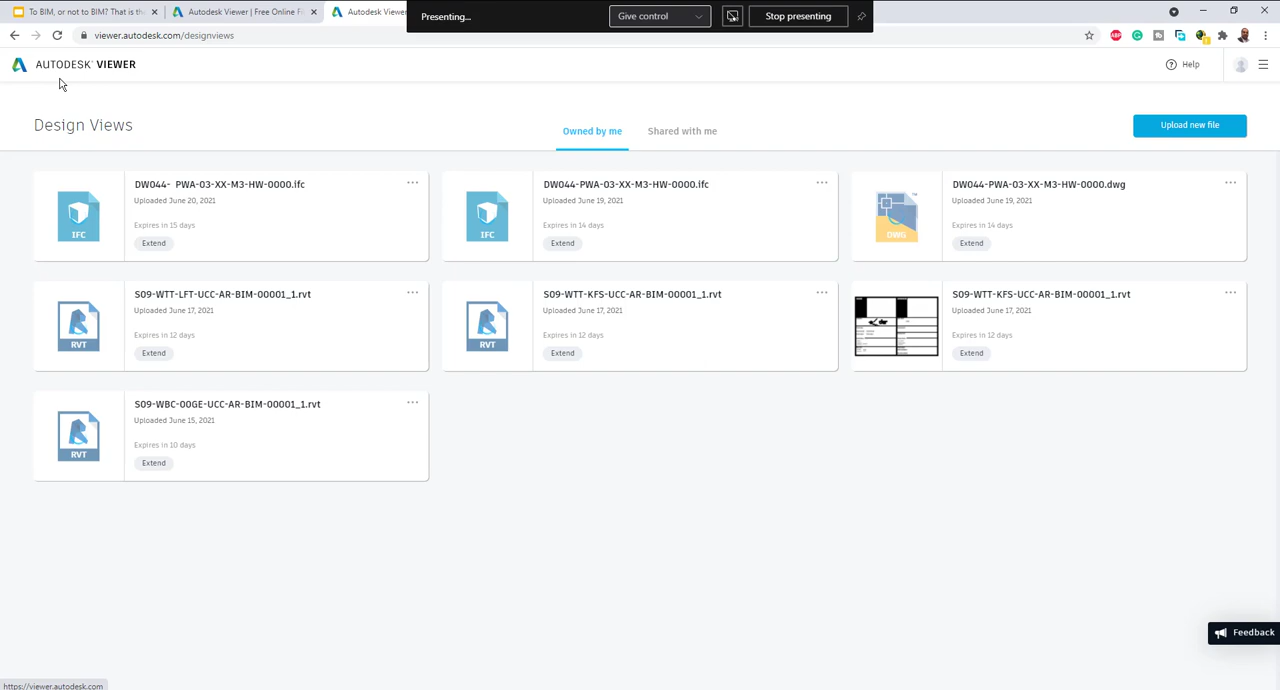 To BIM, or not to BIM? That is the
Autodesk Viewer | Free Online Fi
Autodesk Viewer
Presenting...
Give control
Stop presenting
viewer.autodesk.com/designviews
ABP
AUTODESK® VIEWER
Help
Design Views
Owned by me
Shared with me
Upload new file
DW044- PWA-03-XX-M3-HW-0000.ifc
Uploaded June 20, 2021
Expires in 15 days
Extend
IFC
DW044-PWA-03-XX-M3-HW-0000.ifc
Uploaded June 19, 2021
Expires in 14 days
Extend
IFC
DW044-PWA-03-XX-M3-HW-0000.dwg
Uploaded June 19, 2021
Expires in 14 days
Extend
DWG
S09-WTT-LFT-UCC-AR-BIM-00001_1.rvt
Uploaded June 17, 2021
Expires in 12 days
Extend
RVT
S09-WTT-KFS-UCC-AR-BIM-00001_1.rvt
Uploaded June 17, 2021
Expires in 12 days
Extend
RVT
S09-WTT-KFS-UCC-AR-BIM-00001_1.rvt
Uploaded June 17, 2021
Expires in 12 days
Extend
S09-WBC-00GE-UCC-AR-BIM-00001_1.rvt
Uploaded June 15, 2021
Expires in 10 days
Extend
RVT
Feedback
https://viewer.autodesk.com